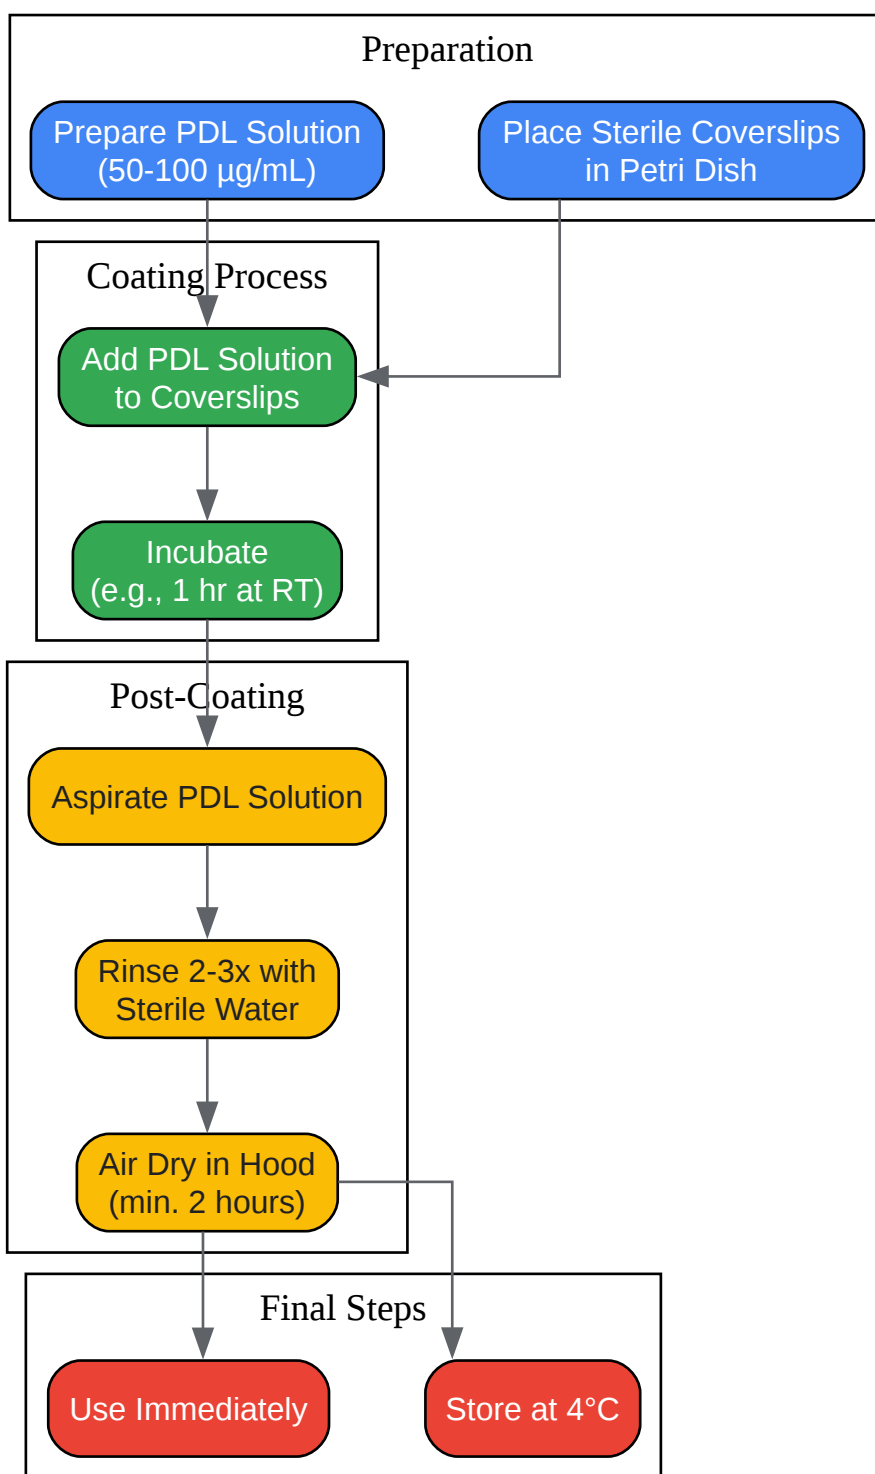 Preparation
Prepare PDL Solution
(50-100 µg/mL)
Place Sterile Coverslips
in Petri Dish
Coating Process
Add PDL Solution
to Coverslips
Incubate
(e.g., 1 hr at RT)
Post-Coating
Aspirate PDL Solution
Rinse 2-3x with
Sterile Water
Air Dry in Hood
(min. 2 hours)
Final Steps
Use Immediately
Store at 4°C